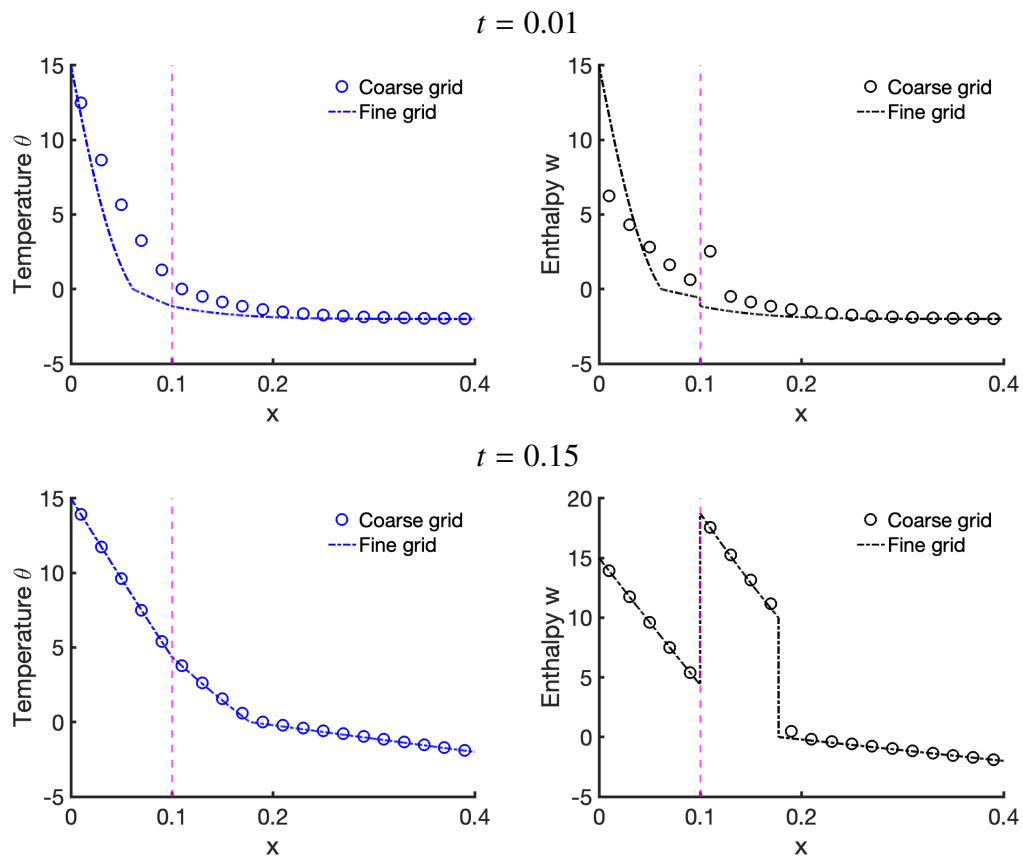 t = 0.01
Temperature θ
15
10
5
0
-5
0
0.1
0.2
0.4
x
Coarse grid
Fine grid
Enthalpy w
15
10
5
0
-5
0
0.1
0.2
0.4
x
Coarse grid
Fine grid
t = 0.15
Temperature θ
15
10
5
0
-5
0
0.1
0.2
0.4
x
Coarse grid
Fine grid
Enthalpy w
20
15
10
5
0
-5
0
0.1
0.2
0.4
x
Coarse grid
Fine grid